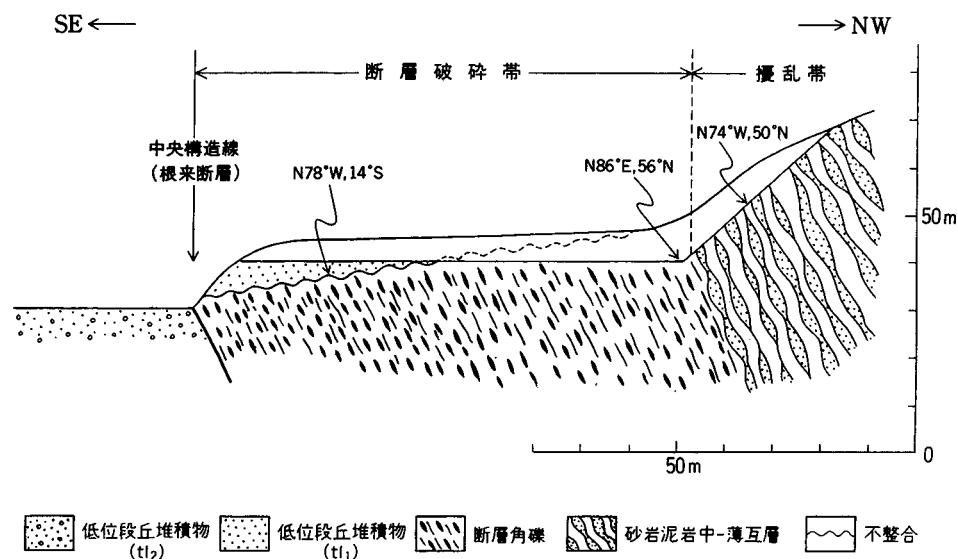 SE ←
→ NW
断層破砕帯
擾乱帯
中央構造線
(根来断層)
N78°W,14°S
N86°E,56°N
N74°W,50°N
50m
0
50m
低位段丘堆積物
(tl₂)
低位段丘堆積物
(tl₁)
断層角礫
砂岩泥岩中-薄互層
不整合